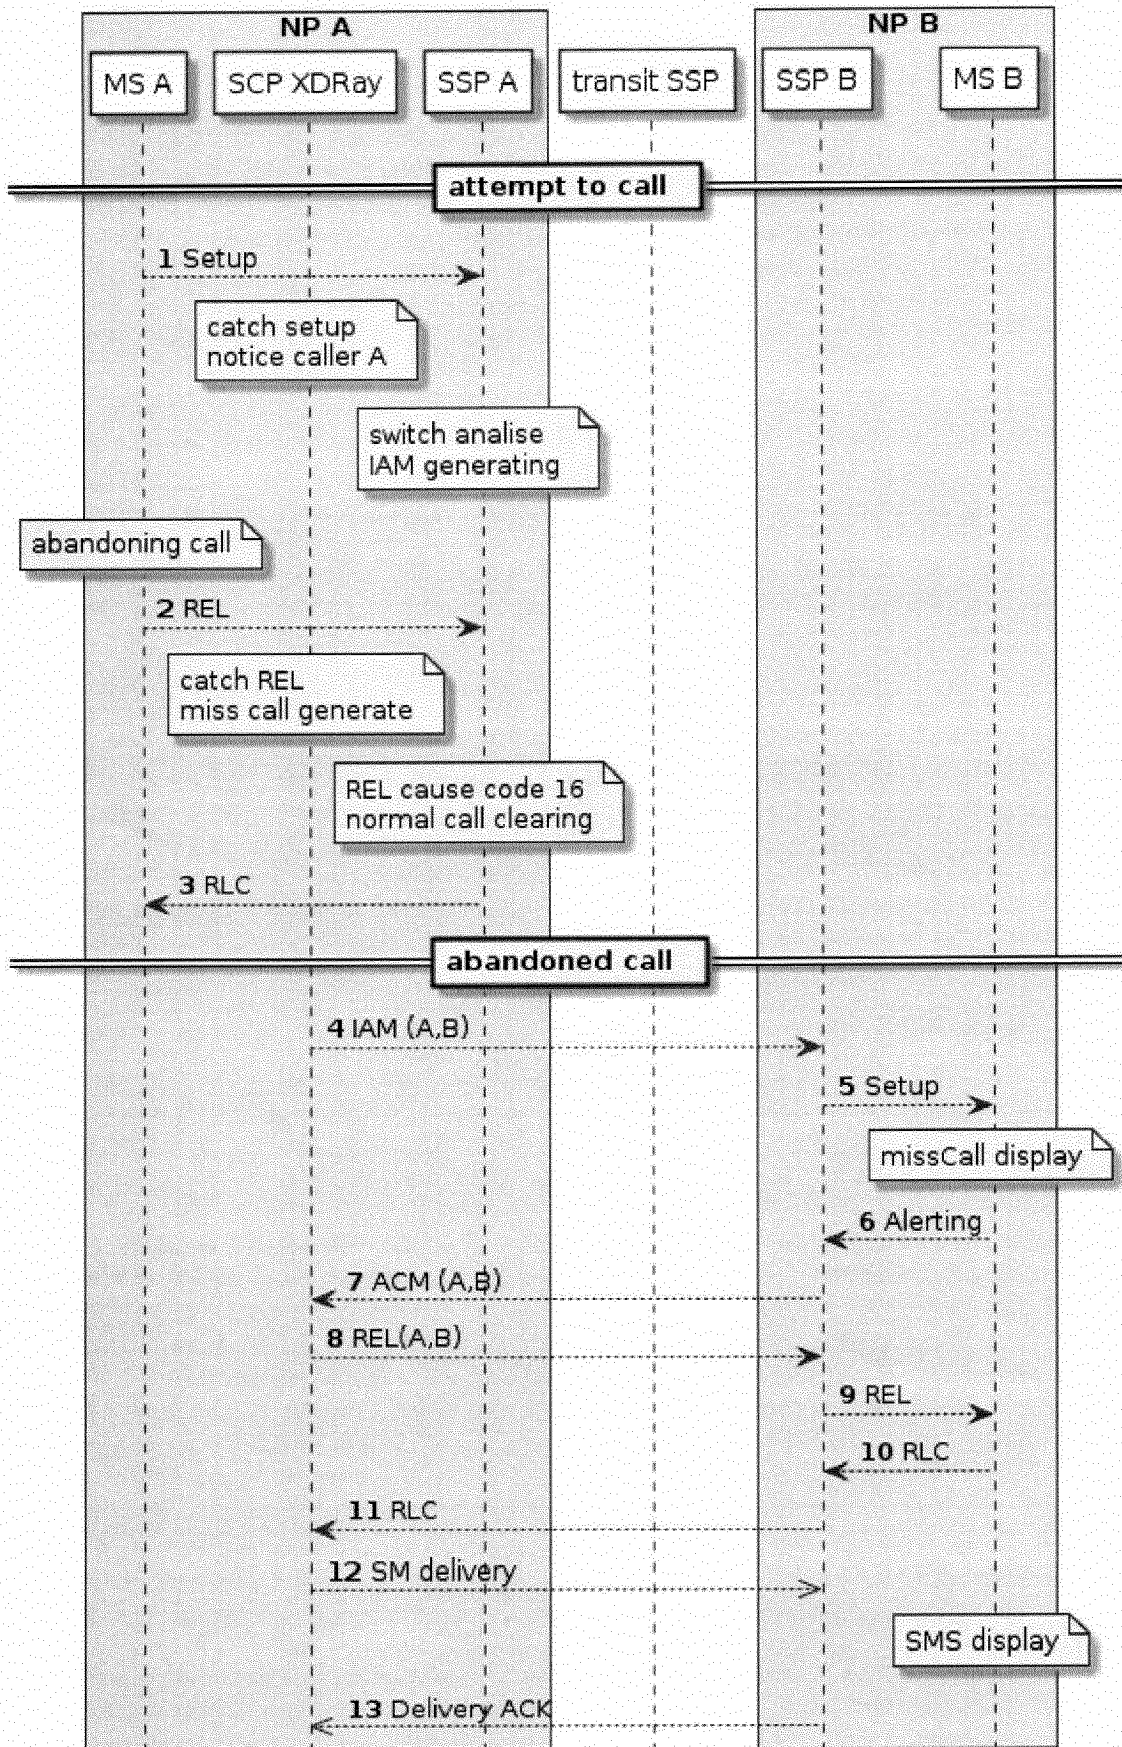 NP A
NP B
MS A
SCP XDRay
SSP A
transit SSP
SSP B
MS B
attempt to call
1 Setup
catch setup
notice caller A
switch analise
IAM generating
abandoning call
2 REL
catch REL
miss call generate
REL cause code 16
normal call clearing
3 RLC
abandoned call
4 IAM (A,B)
5 Setup
missCall display
6 Alerting
7 ACM (A,B)
8 REL(A,B)
9 REL
10 RLC
11 RLC
12 SM delivery
SMS display
13 Delivery ACK